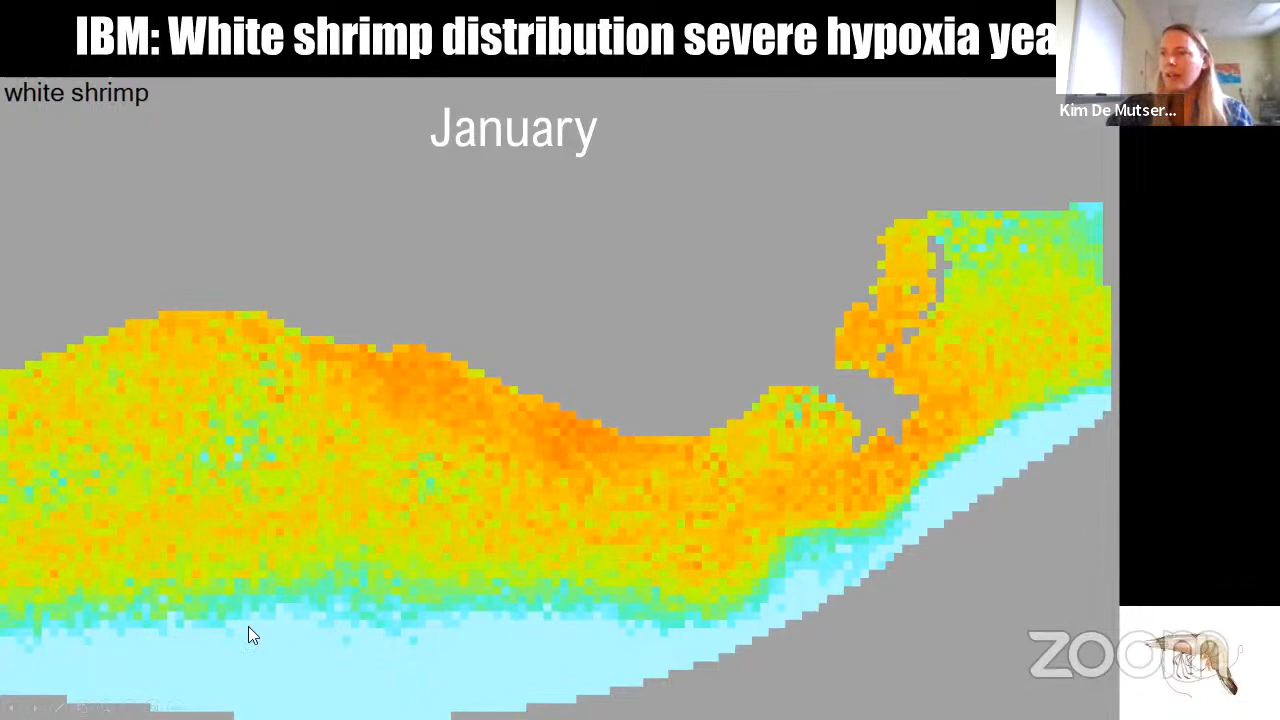 IBM: White shrimp distribution severe hypoxia yea
Kim De Mutser...
white shrimp
January
zoom